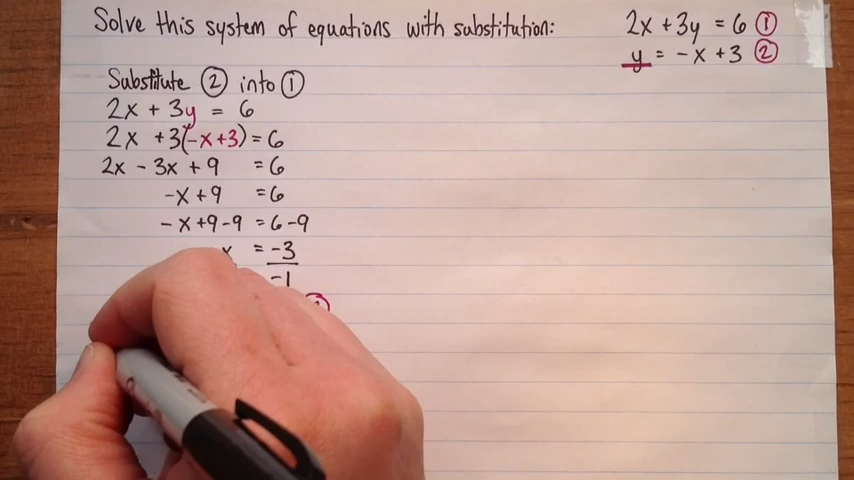 Solve this system of equations with substitution:
2x + 3y = 6 ①
y = -x + 3 ②
Substitute ② into ①
2x + 3y = 6
2x + 3(-x+3) = 6
2x - 3x + 9 = 6
-x + 9 = 6
-x + 9 - 9 = 6 - 9
x = -3
-1